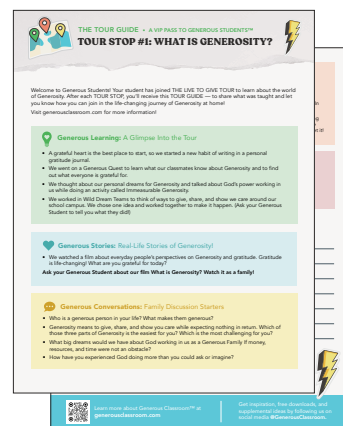 THE TOUR GUIDE • A VIP PASS TO GENEROUS STUDENTS™
TOUR STOP #1: WHAT IS GENEROSITY?
Welcome to Generous Students! Your student has joined THE LIVE TO GIVE TOUR to learn about the world
of Generosity. After each TOUR STOP, you'll receive this TOUR GUIDE — to share what was taught and let
you know how you can join in the life-changing journey of Generosity at home!
Visit generousclassroom.com for more information!
Generous Learning: A Glimpse Into the Tour
• A grateful heart is the best place to start, so we started a new habit of writing in a personal
gratitude journal.
• We went on a Generous Quest to learn what our classmates know about Generosity and to find
out what everyone is grateful for.
• We thought about our personal dreams for Generosity and talked about God's power working in
us while doing an activity called Immeasurable Generosity.
• We worked in Wild Dream Teams to think of ways to give, share, and show we care around our
school campus. We chose one idea and worked together to make it happen. (Ask your Generous
Student to tell you what they did!)
Generous Stories: Real-Life Stories of Generosity!
• We watched a film about everyday people's perspectives on Generosity and gratitude. Gratitude
is life-changing! What are you grateful for today?
Ask your Generous Student about our film What is Generosity? Watch it as a family!
Generous Conversations: Family Discussion Starters
• Who is a generous person in your life? What makes them generous?
• Generosity means to give, share, and show you care while expecting nothing in return. Which of
those three parts of Generosity is the easiest for you? Which is the most challenging for you?
• What big dreams would we have about God working in us as a Generous Family if money,
resources, and time were not an obstacle?
• How have you experienced God doing more than you could ask or imagine?
Learn more about Generous Classroom™ at
generousclassroom.com
Get inspiration, free downloads, and
supplemental ideas by following us on
social media @GenerousClassroom.